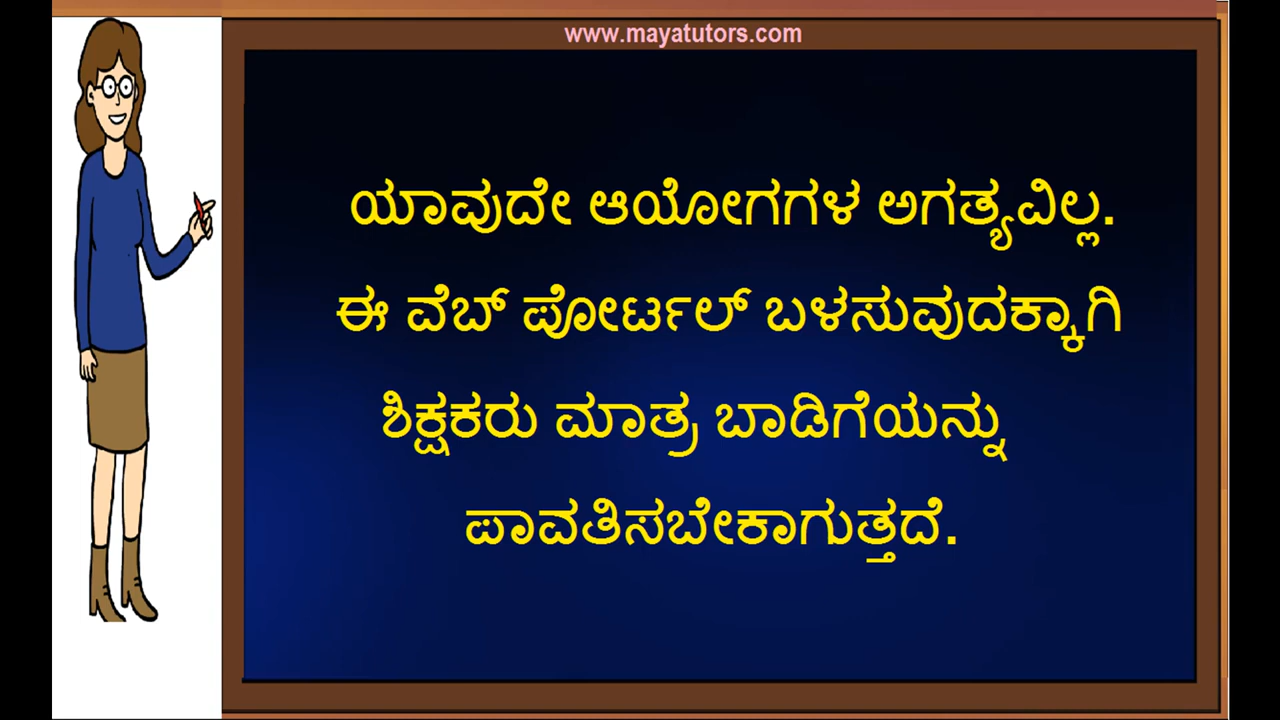 www.mayatutors.com
ಯಾವುದೇ ಆಯೋಗಗಳ ಅಗತ್ಯವಿಲ್ಲ.
ಈ ವೆಬ್ ಪೋರ್ಟಲ್ ಬಳಸುವುದಕ್ಕಾಗಿ
ಶಿಕ್ಷಕರು ಮಾತ್ರ ಬಾಡಿಗೆಯನ್ನು
ಪಾವತಿಸಬೇಕಾಗುತ್ತದೆ.